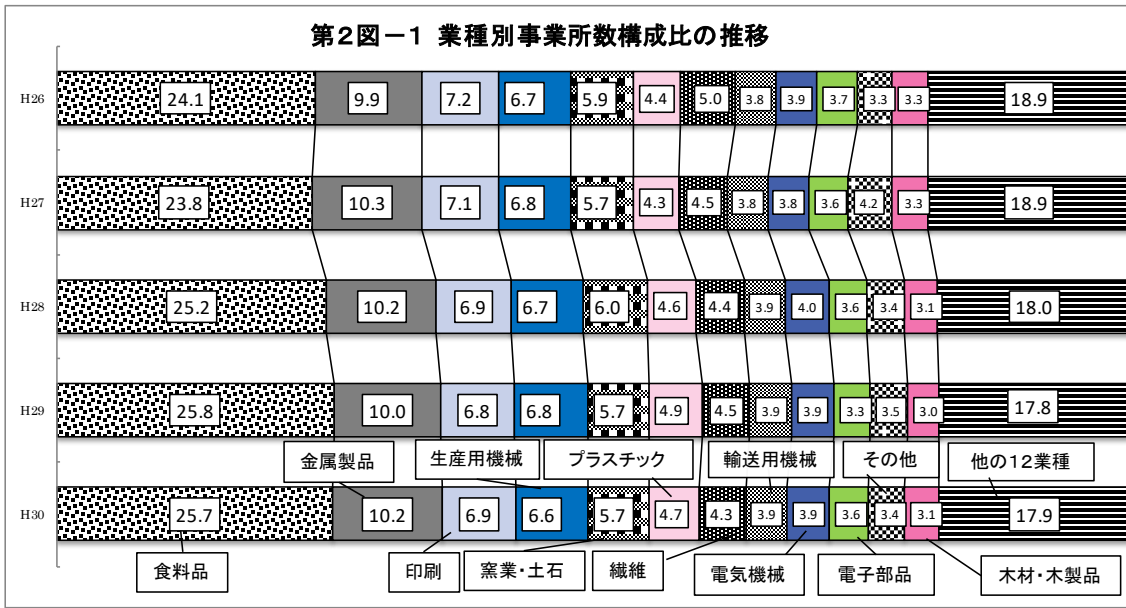 第2図－1 業種別事業所数構成比の推移
H26 24.1 9.9 7.2 6.7 5.9 4.4 5.0 3.8 3.9 3.7 3.3 3.3 18.9
H27 23.8 10.3 7.1 6.8 5.7 4.3 4.5 3.8 3.8 3.6 4.2 3.3 18.9
H28 25.2 10.2 6.9 6.7 6.0 4.6 4.4 3.9 4.0 3.6 3.4 3.1 18.0
H29 25.8 10.0 6.8 6.8 5.7 4.9 4.5 3.9 3.9 3.3 3.5 3.0 17.8
金属製品 生産用機械 プラスチック 輸送用機械 その他 他の12業種
H30 25.7 10.2 6.9 6.6 5.7 4.7 4.3 3.9 3.9 3.6 3.4 3.1 17.9
食料品 印刷 窯業・土石 繊維 電気機械 電子部品 木材・木製品